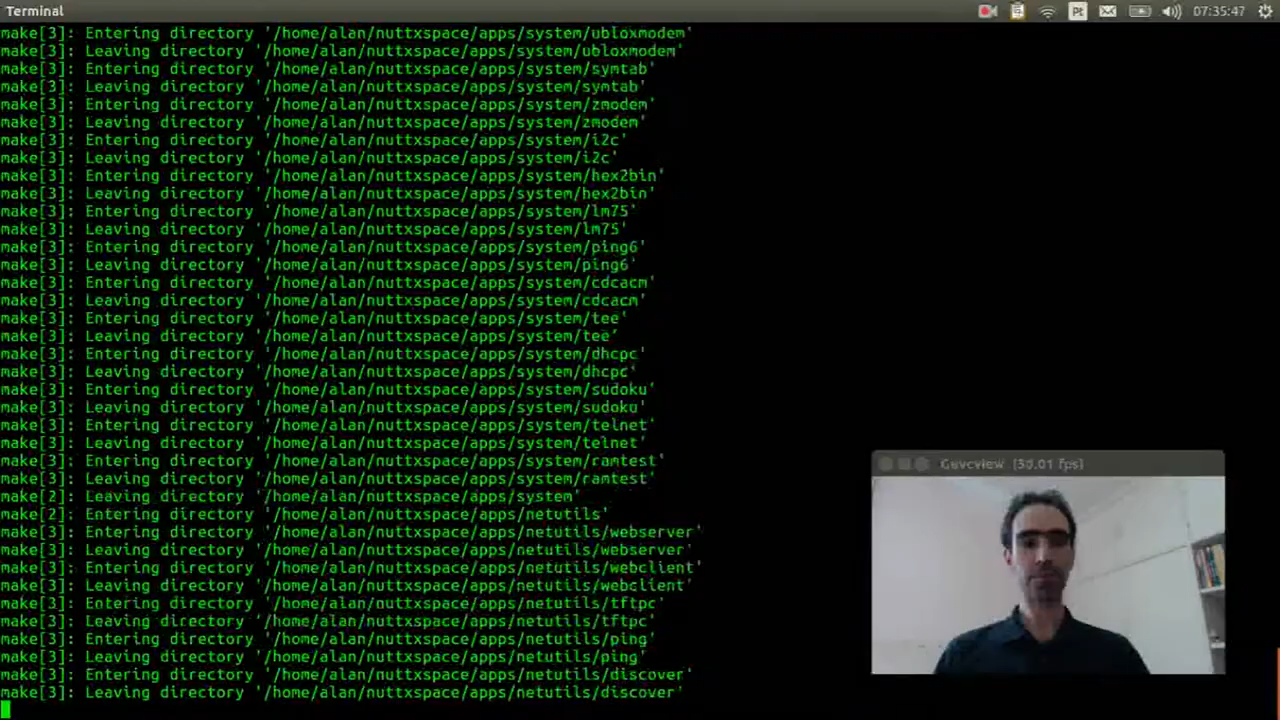 Terminal
Pt
07:35:47
make[3]: Entering directory '/home/alan/nuttxspace/apps/system/ubloxmodem'
make[3]: Leaving directory '/home/alan/nuttxspace/apps/system/ubloxmodem'
make[3]: Entering directory '/home/alan/nuttxspace/apps/system/symtab'
make[3]: Leaving directory '/home/alan/nuttxspace/apps/system/symtab'
make[3]: Entering directory '/home/alan/nuttxspace/apps/system/zmodem'
make[3]: Leaving directory '/home/alan/nuttxspace/apps/system/zmodem'
make[3]: Entering directory '/home/alan/nuttxspace/apps/system/i2c'
make[3]: Leaving directory '/home/alan/nuttxspace/apps/system/i2c'
make[3]: Entering directory '/home/alan/nuttxspace/apps/system/hex2bin'
make[3]: Leaving directory '/home/alan/nuttxspace/apps/system/hex2bin'
make[3]: Entering directory '/home/alan/nuttxspace/apps/system/lm75'
make[3]: Leaving directory '/home/alan/nuttxspace/apps/system/lm75'
make[3]: Entering directory '/home/alan/nuttxspace/apps/system/ping6'
make[3]: Leaving directory '/home/alan/nuttxspace/apps/system/ping6'
make[3]: Entering directory '/home/alan/nuttxspace/apps/system/cdcacm'
make[3]: Leaving directory '/home/alan/nuttxspace/apps/system/cdcacm'
make[3]: Entering directory '/home/alan/nuttxspace/apps/system/tee'
make[3]: Leaving directory '/home/alan/nuttxspace/apps/system/tee'
make[3]: Entering directory '/home/alan/nuttxspace/apps/system/dhcpc'
make[3]: Leaving directory '/home/alan/nuttxspace/apps/system/dhcpc'
make[3]: Entering directory '/home/alan/nuttxspace/apps/system/sudoku'
make[3]: Leaving directory '/home/alan/nuttxspace/apps/system/sudoku'
make[3]: Entering directory '/home/alan/nuttxspace/apps/system/telnet'
make[3]: Leaving directory '/home/alan/nuttxspace/apps/system/telnet'
make[3]: Entering directory '/home/alan/nuttxspace/apps/system/ramtest'
make[3]: Leaving directory '/home/alan/nuttxspace/apps/system/ramtest'
make[2]: Leaving directory '/home/alan/nuttxspace/apps/system'
make[2]: Entering directory '/home/alan/nuttxspace/apps/netutils'
make[3]: Entering directory '/home/alan/nuttxspace/apps/netutils/webserver'
make[3]: Leaving directory '/home/alan/nuttxspace/apps/netutils/webserver'
make[3]: Entering directory '/home/alan/nuttxspace/apps/netutils/webclient'
make[3]: Leaving directory '/home/alan/nuttxspace/apps/netutils/webclient'
make[3]: Entering directory '/home/alan/nuttxspace/apps/netutils/tftpc'
make[3]: Leaving directory '/home/alan/nuttxspace/apps/netutils/tftpc'
make[3]: Entering directory '/home/alan/nuttxspace/apps/netutils/ping'
make[3]: Leaving directory '/home/alan/nuttxspace/apps/netutils/ping'
make[3]: Entering directory '/home/alan/nuttxspace/apps/netutils/discover'
make[3]: Leaving directory '/home/alan/nuttxspace/apps/netutils/discover'
Guvcview (30.01 fps)